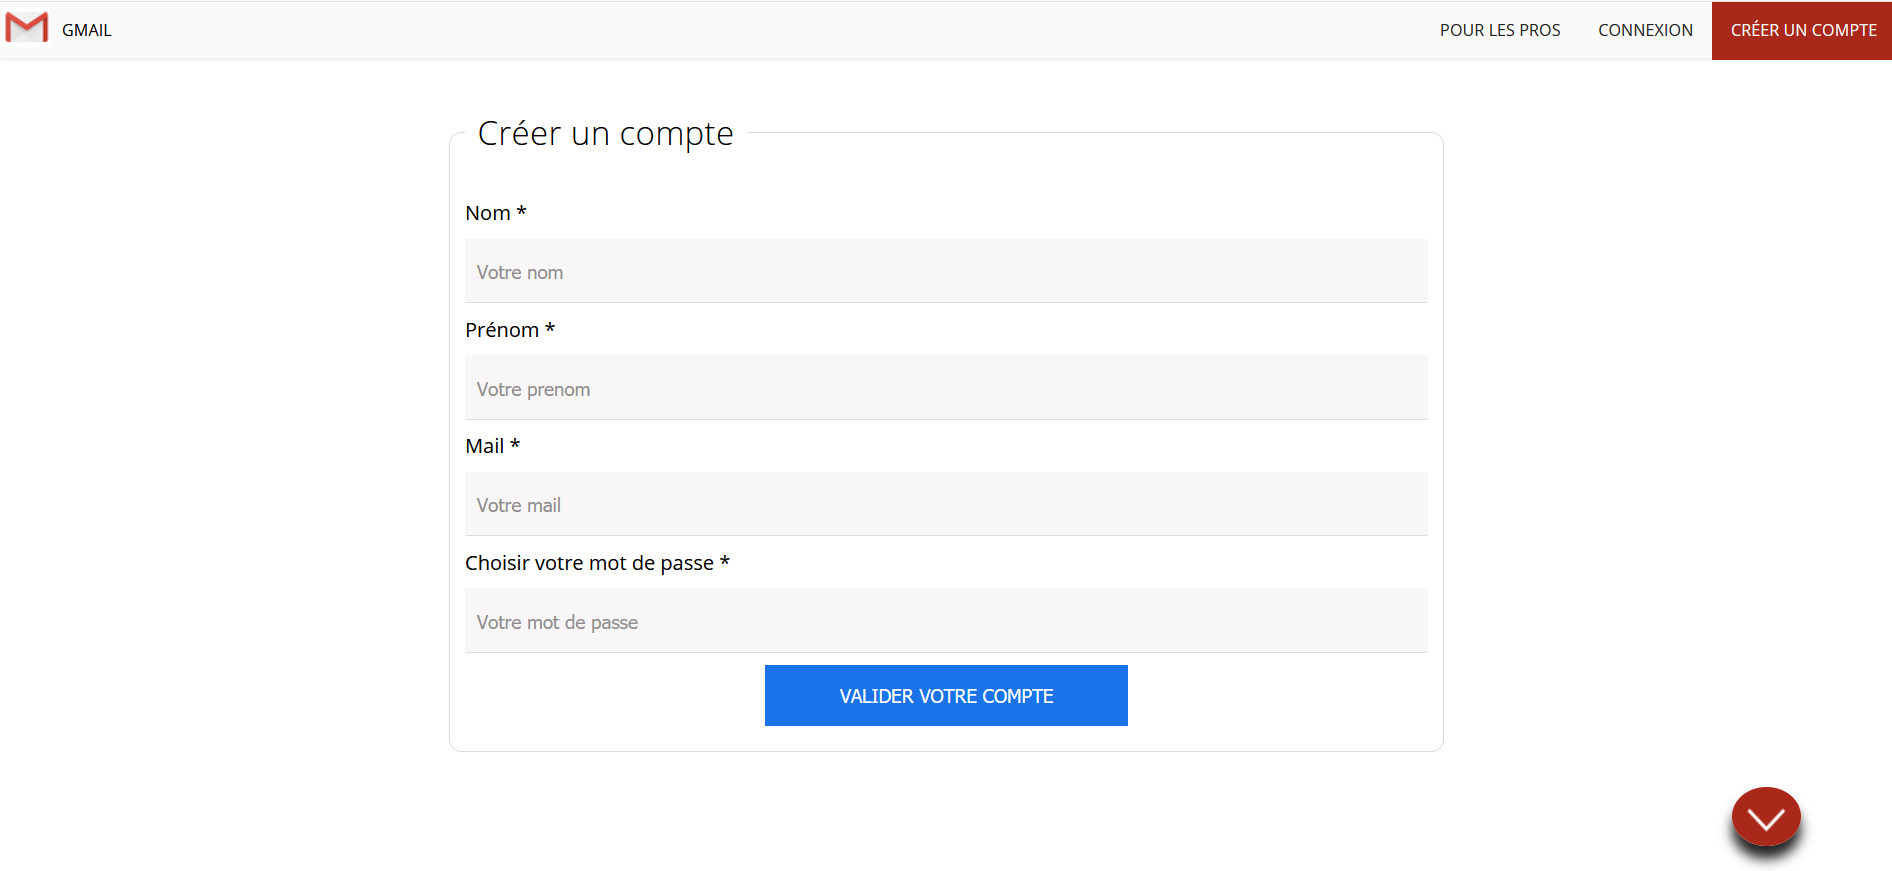 GMAIL
POUR LES PROS
CONNEXION
CRÉER UN COMPTE
Créer un compte
Nom *
Votre nom
Prénom *
Votre prenom
Mail *
Votre mail
Choisir votre mot de passe *
Votre mot de passe
VALIDER VOTRE COMPTE